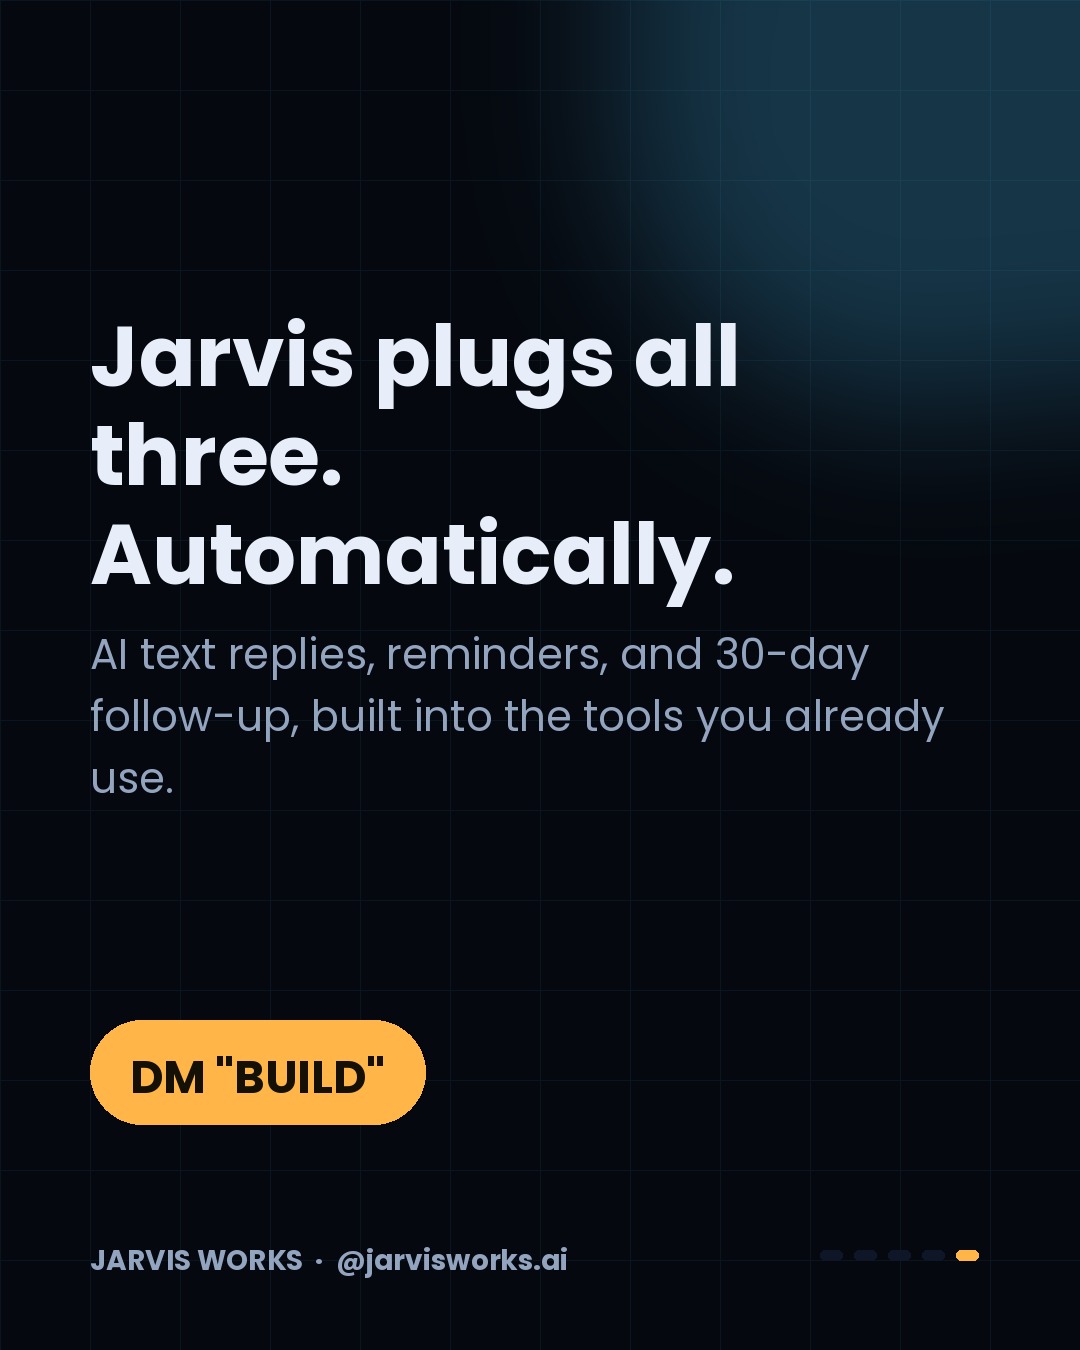 Jarvis plugs all
three.
Automatically.
AI text replies, reminders, and 30-day
follow-up, built into the tools you already
use.
DM "BUILD"
JARVIS WORKS · @jarvisworks.ai